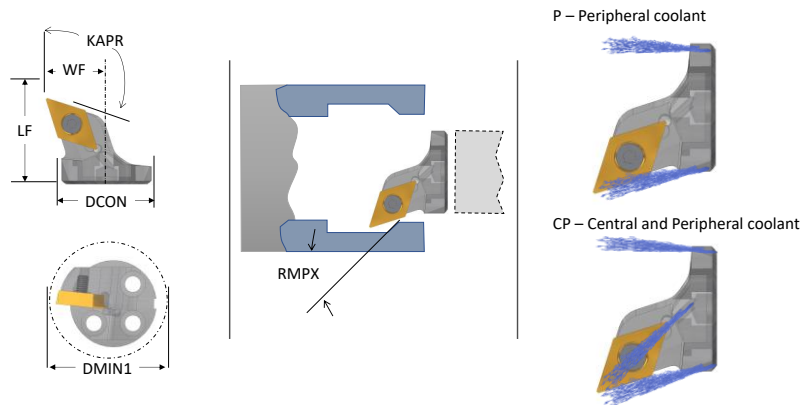 KAPR
WF
LF
DCON
DMIN1
RMPX
P – Peripheral coolant
CP – Central and Peripheral coolant